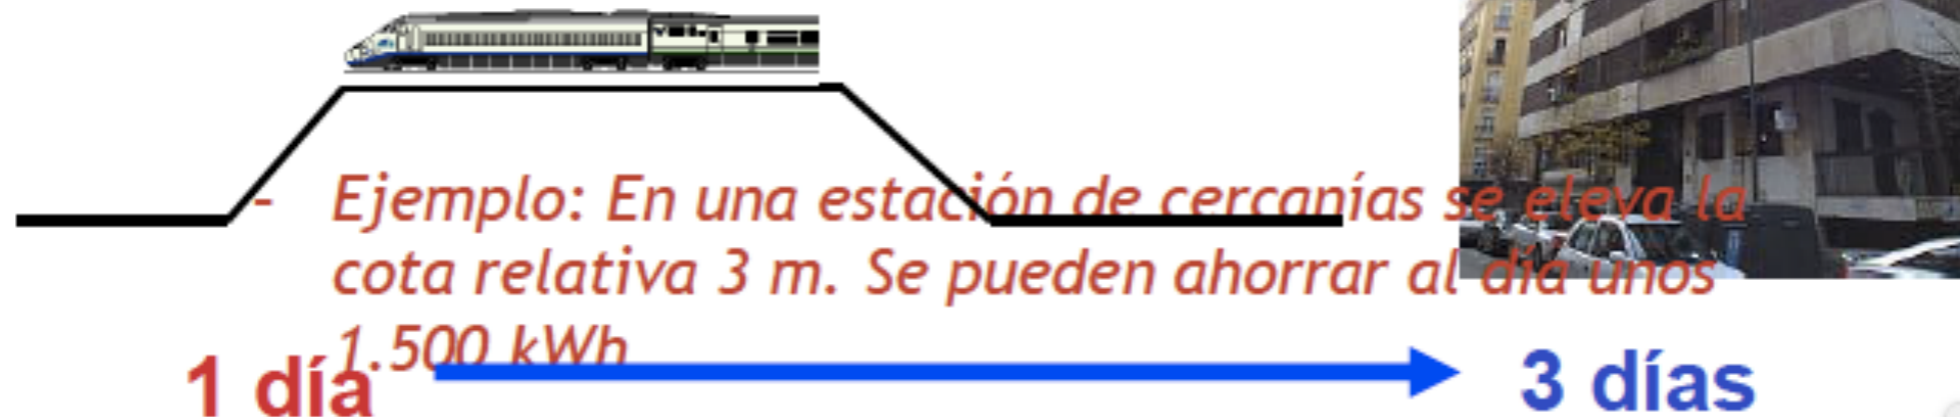 - Ejemplo: En una estación de cercanías se eleva la
cota relativa 3 m. Se pueden ahorrar al día unos
1.500 kWh
1 día 3 días